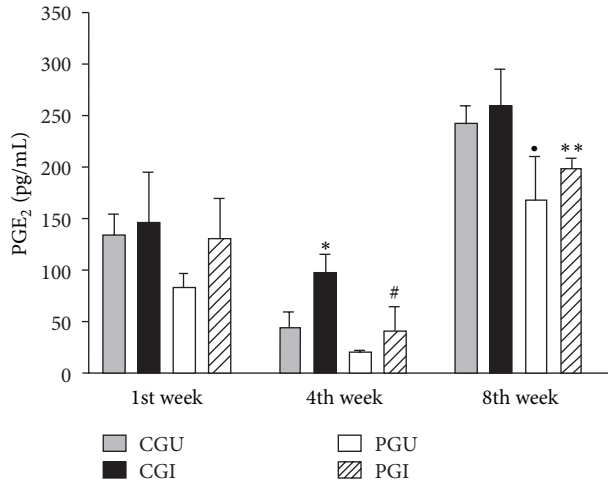 350
300
250
200
150
100
50
0
PGE₂ (pg/mL)
*
#
•
**
1st week
4th week
8th week
CGU
PGU
CGI
PGI